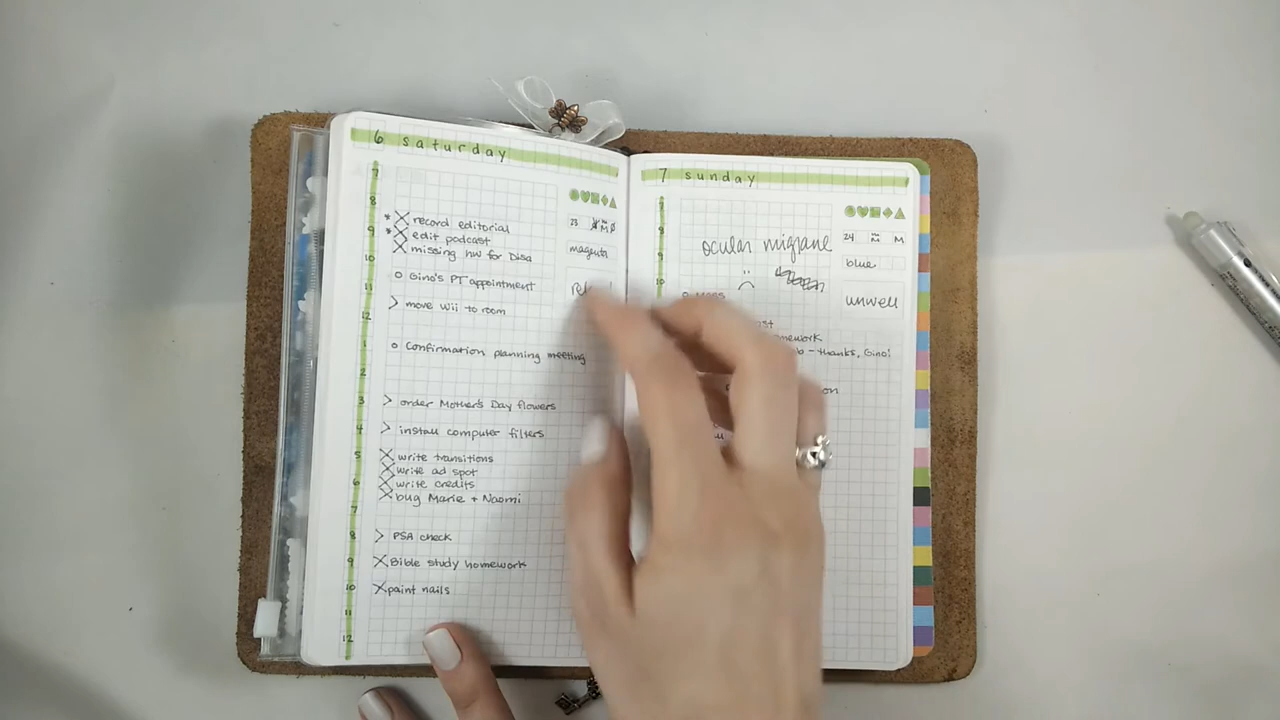 6 saturday
7
8
* X record editorial
* X edit podcast
9
X missing hw for Disa
10
o Gino's PT appointment
11
> move Wii to room
12
1
o Confirmation planning meeting
2
3
> order Mother's Day flowers
4
> install computer filters
5
X write transitions
X write ad spot
6
X write credits
X bug Marie + Naomi
7
8
> PSA check
9
X Bible study homework
10
X paint nails
11
12
23
M
magenta
7 sunday
7
8
9
10
ocular migrane
24
M
M
blue
unwell
o Mass
- thanks, Gino!